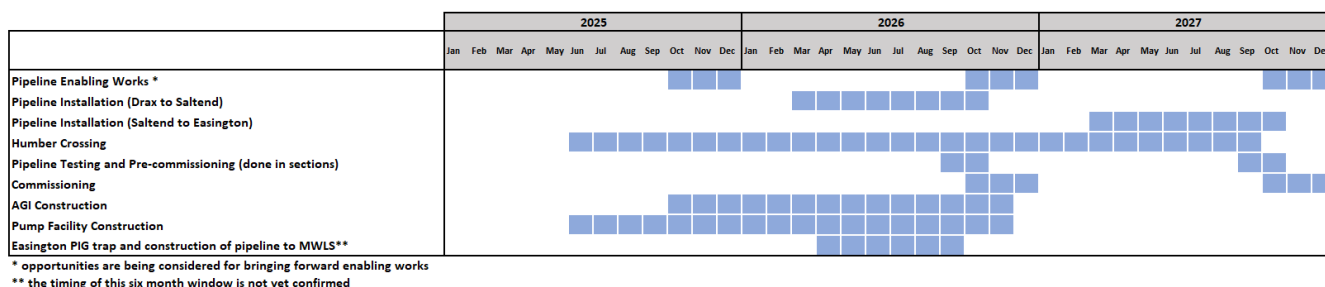 2025 2026 2027
Jan Feb Mar Apr May Jun Jul Aug Sep Oct Nov Dec Jan Feb Mar Apr May Jun Jul Aug Sep Oct Nov Dec Jan Feb Mar Apr May Jun Jul Aug Sep Oct Nov De
Pipeline Enabling Works *
Pipeline Installation (Drax to Saltend)
Pipeline Installation (Saltend to Easington)
Humber Crossing
Pipeline Testing and Pre-commissioning (done in sections)
Commissioning
AGI Construction
Pump Facility Construction
Easington PIG trap and construction of pipeline to MWLS**
* opportunities are being considered for bringing forward enabling works
** the timing of this six month window is not yet confirmed